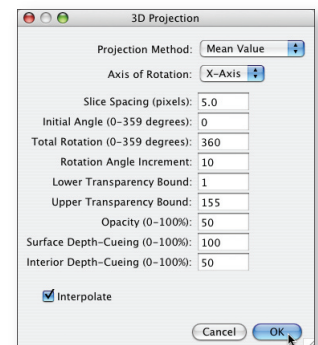 3D Projection
Projection Method: Mean Value
Axis of Rotation: X-Axis
Slice Spacing (pixels): 5.0
Initial Angle (0-359 degrees): 0
Total Rotation (0-359 degrees): 360
Rotation Angle Increment: 10
Lower Transparency Bound: 1
Upper Transparency Bound: 155
Opacity (0-100%): 50
Surface Depth-Cueing (0-100%): 100
Interior Depth-Cueing (0-100%): 50
Interpolate
Cancel OK